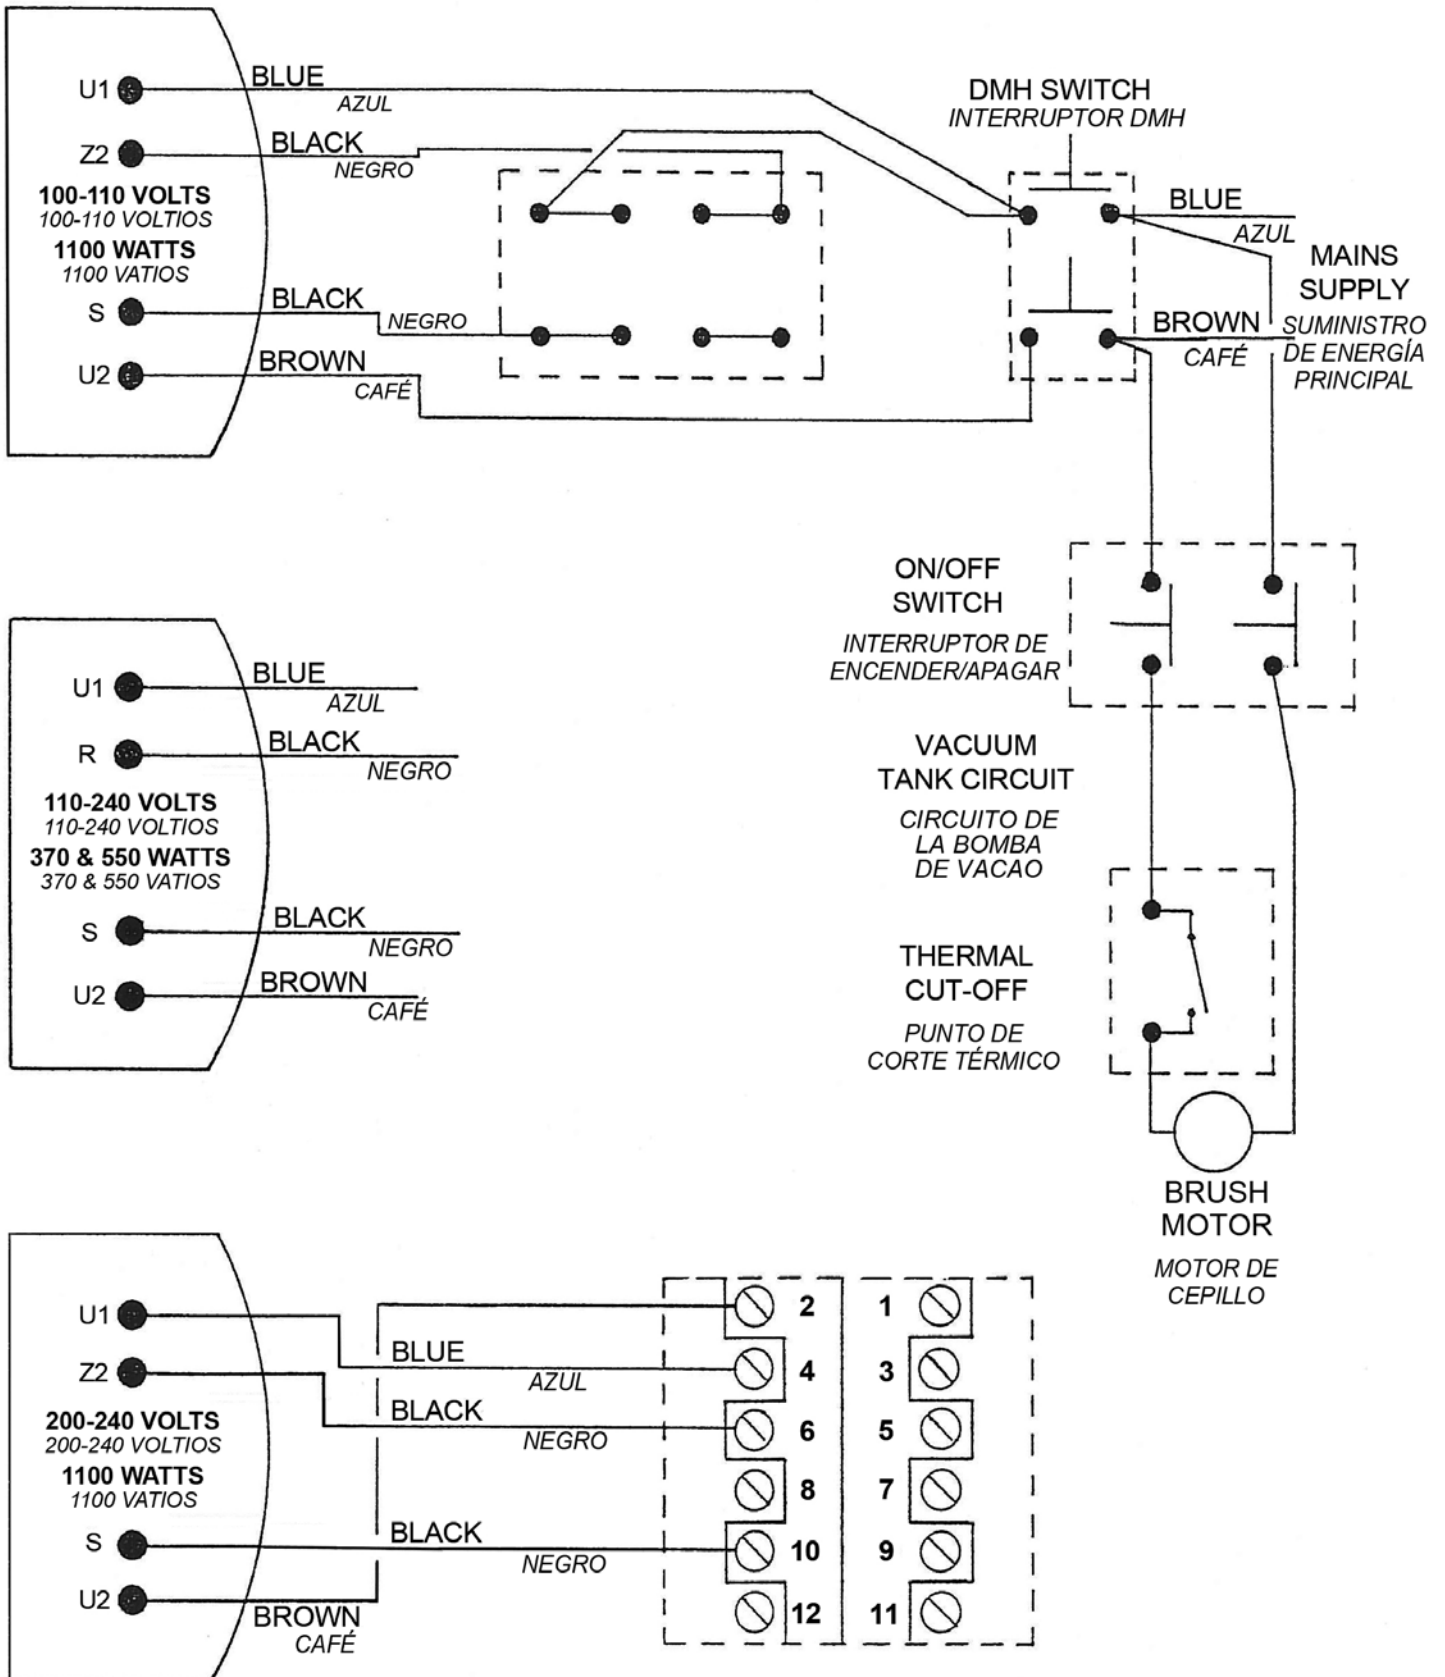 U1
BLUE
AZUL
Z2
BLACK
NEGRO
100-110 VOLTS
100-110 VOLTIOS
1100 WATTS
1100 VATIOS
S
BLACK
NEGRO
U2
BROWN
CAFÉ
DMH SWITCH
INTERRUPTOR DMH
BLUE
AZUL
BROWN
CAFÉ
MAINS
SUPPLY
SUMINISTRO
DE ENERGÍA
PRINCIPAL
ON/OFF
SWITCH
INTERRUPTOR DE
ENCENDER/APAGAR
VACUUM
TANK CIRCUIT
CIRCUITO DE
LA BOMBA
DE VACAO
THERMAL
CUT-OFF
PUNTO DE
CORTE TÉRMICO
BRUSH
MOTOR
MOTOR DE
CEPILLO
U1
BLUE
AZUL
R
BLACK
NEGRO
110-240 VOLTS
110-240 VOLTIOS
370 & 550 WATTS
370 & 550 VATIOS
S
BLACK
NEGRO
U2
BROWN
CAFÉ
U1
BLUE
AZUL
Z2
BLACK
NEGRO
200-240 VOLTS
200-240 VOLTIOS
1100 WATTS
1100 VATIOS
S
BLACK
NEGRO
U2
BROWN
CAFÉ
2 1
4 3
6 5
8 7
10 9
12 11